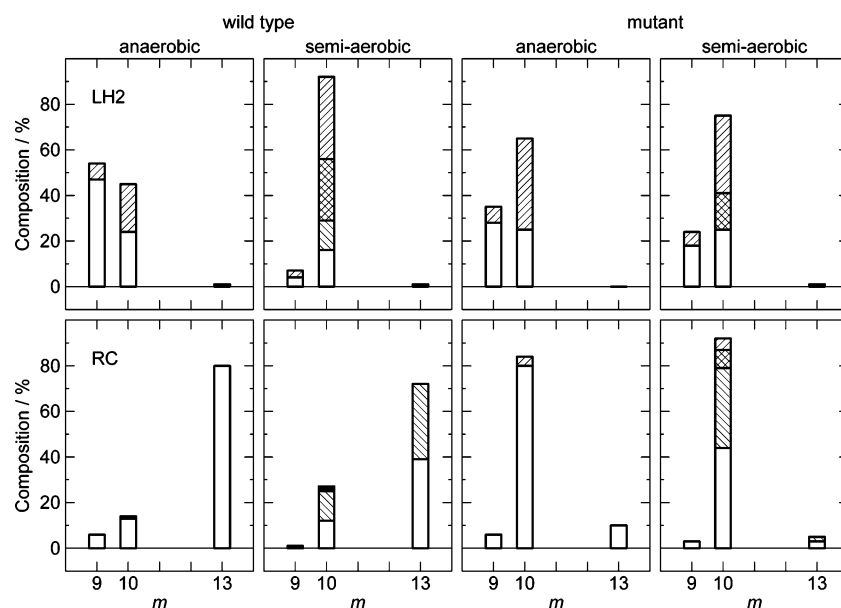 wild type mutant
anaerobic semi-aerobic anaerobic semi-aerobic
LH2
Composition / %
80
60
40
20
0
RC
Composition / %
80
60
40
20
0
9 10 13 9 10 13 9 10 13 9 10 13
m m m m